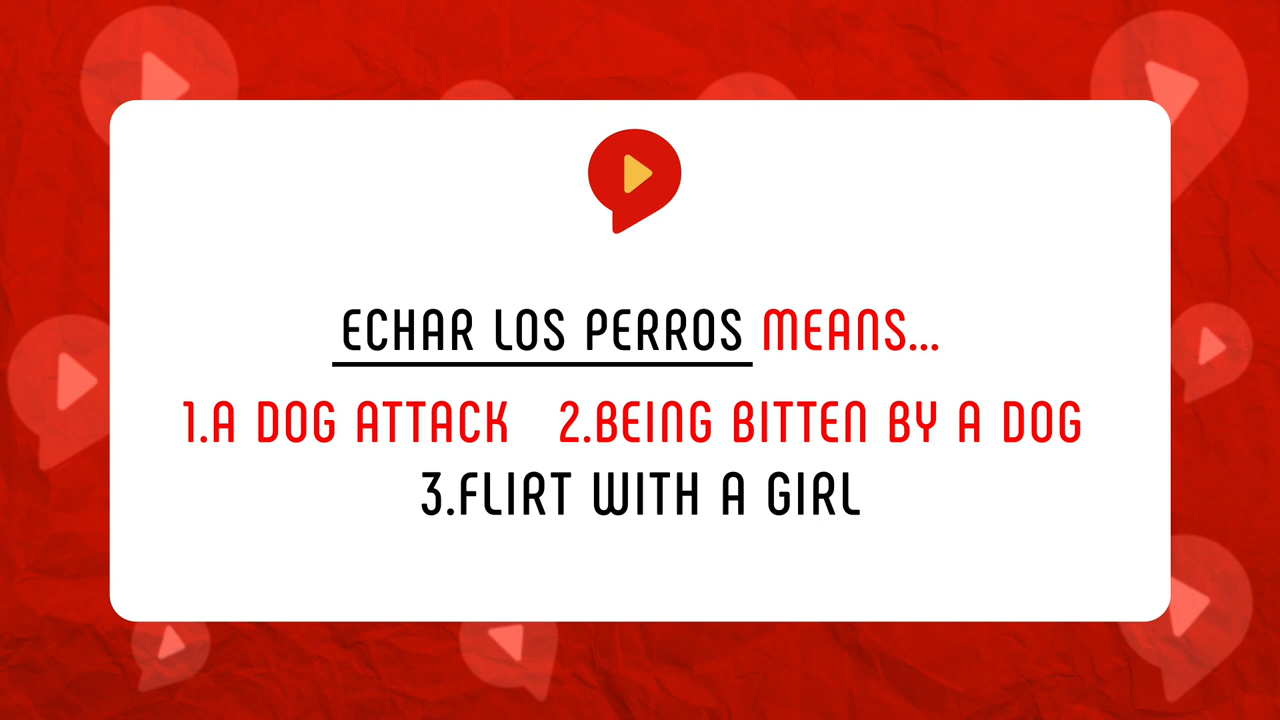 ECHAR LOS PERROS MEANS...
1.A DOG ATTACK 2.BEING BITTEN BY A DOG
3.FLIRT WITH A GIRL